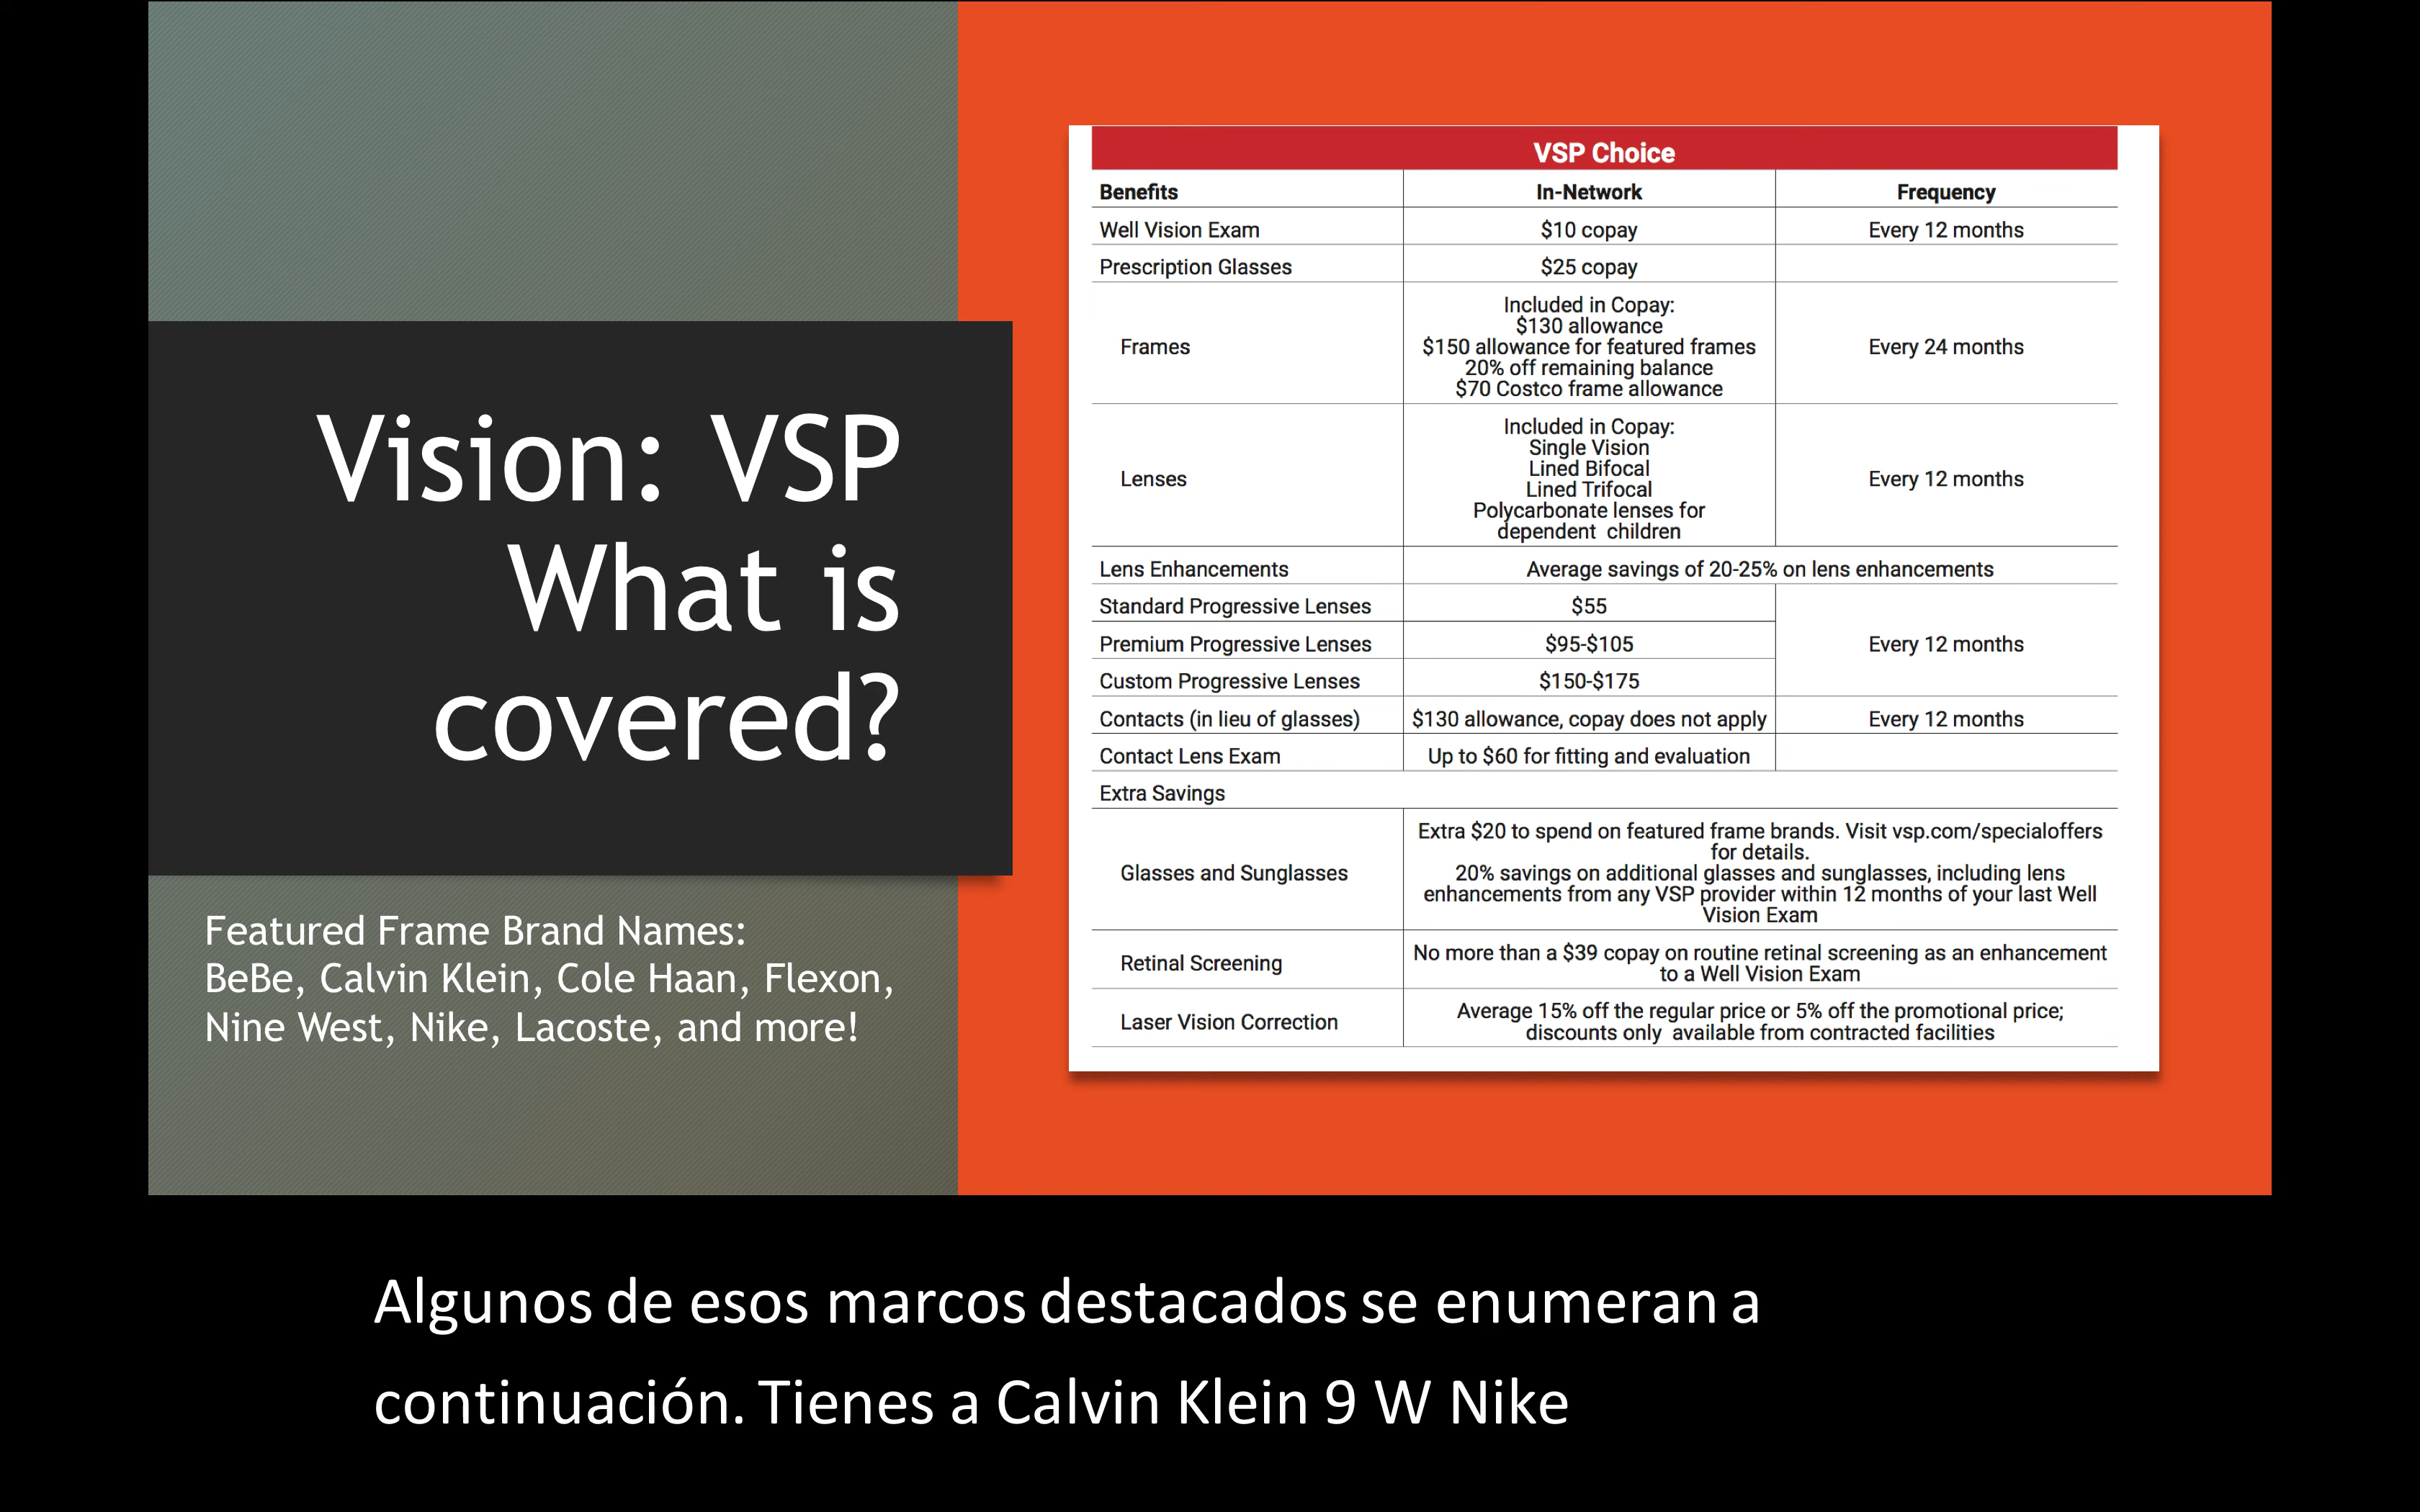 Vision: VSP
What is
covered?
Featured Frame Brand Names:
BeBe, Calvin Klein, Cole Haan, Flexon,
Nine West, Nike, Lacoste, and more!
VSP Choice
Benefits In-Network Frequency
Well Vision Exam $10 copay Every 12 months
Prescription Glasses $25 copay
Frames
Included in Copay:
$130 allowance
$150 allowance for featured frames
20% off remaining balance
$70 Costco frame allowance
Every 24 months
Lenses
Included in Copay:
Single Vision
Lined Bifocal
Lined Trifocal
Polycarbonate lenses for
dependent children
Every 12 months
Lens Enhancements Average savings of 20-25% on lens enhancements
Standard Progressive Lenses $55
Premium Progressive Lenses $95-$105 Every 12 months
Custom Progressive Lenses $150-$175
Contacts (in lieu of glasses) $130 allowance, copay does not apply Every 12 months
Contact Lens Exam Up to $60 for fitting and evaluation
Extra Savings
Glasses and Sunglasses
Extra $20 to spend on featured frame brands. Visit vsp.com/specialoffers
for details.
20% savings on additional glasses and sunglasses, including lens
enhancements from any VSP provider within 12 months of your last Well
Vision Exam
Retinal Screening
No more than a $39 copay on routine retinal screening as an enhancement
to a Well Vision Exam
Laser Vision Correction
Average 15% off the regular price or 5% off the promotional price;
discounts only available from contracted facilities
Algunos de esos marcos destacados se enumeran a
continuación. Tienes a Calvin Klein 9 W Nike